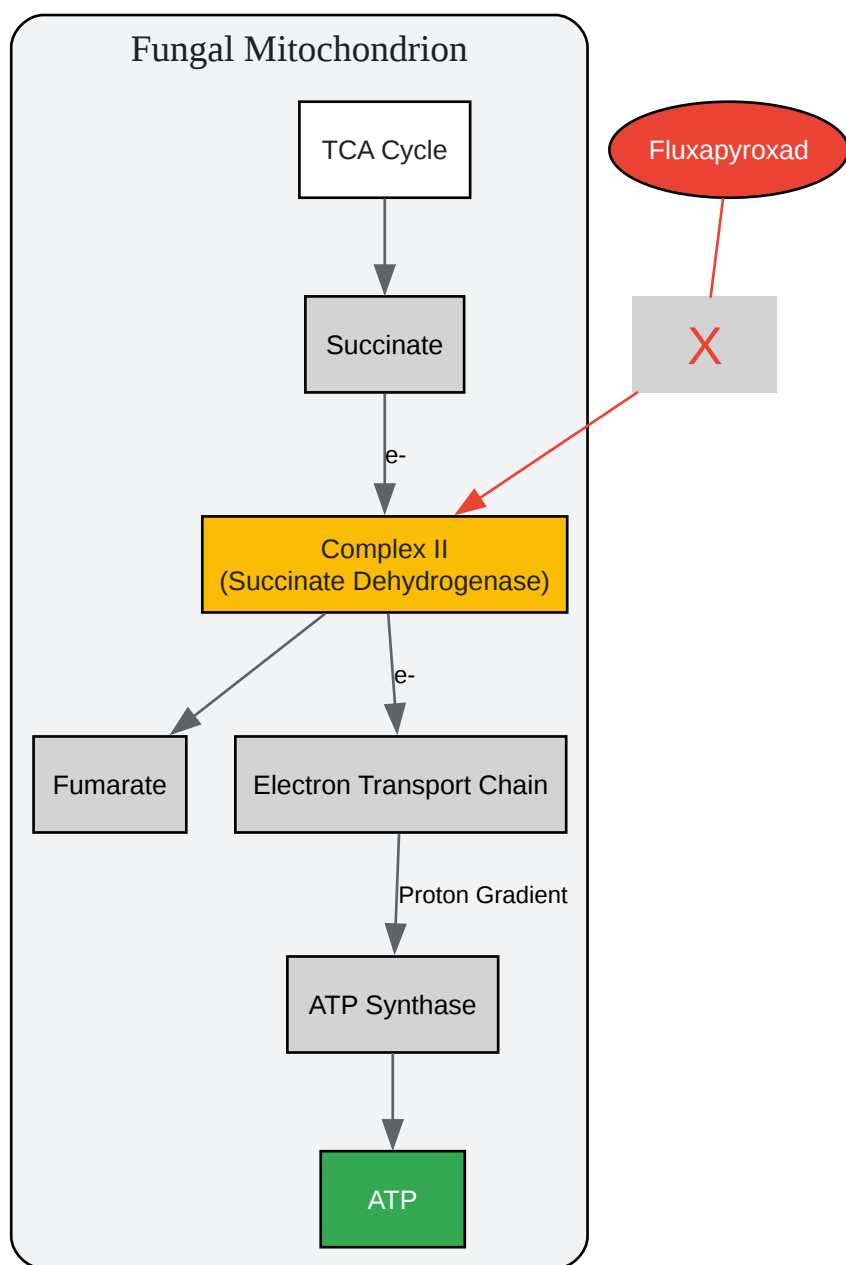 Fungal Mitochondrion
TCA Cycle
Fluxapyroxad
Succinate
X
e-
Complex II
(Succinate Dehydrogenase)
e-
Fumarate
Electron Transport Chain
Proton Gradient
ATP Synthase
ATP